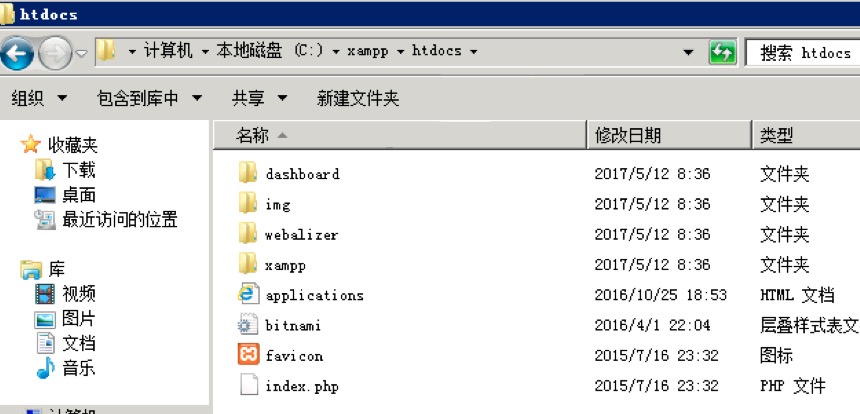 htdocs
计算机 本地磁盘 (C:) xampp htdocs 搜索 htdocs
组织 包含到库中 共享 新建文件夹
收藏夹
下载
桌面
最近访问的位置
库
视频
图片
文档
音乐
计算机
名称 修改日期 类型
dashboard 2017/5/12 8:36 文件夹
img 2017/5/12 8:36 文件夹
webalizer 2017/5/12 8:36 文件夹
xampp 2017/5/12 8:36 文件夹
applications 2016/10/25 18:53 HTML 文档
bitnami 2016/4/1 22:04 层叠样式表文
favicon 2015/7/16 23:32 图标
index.php 2015/7/16 23:32 PHP 文件